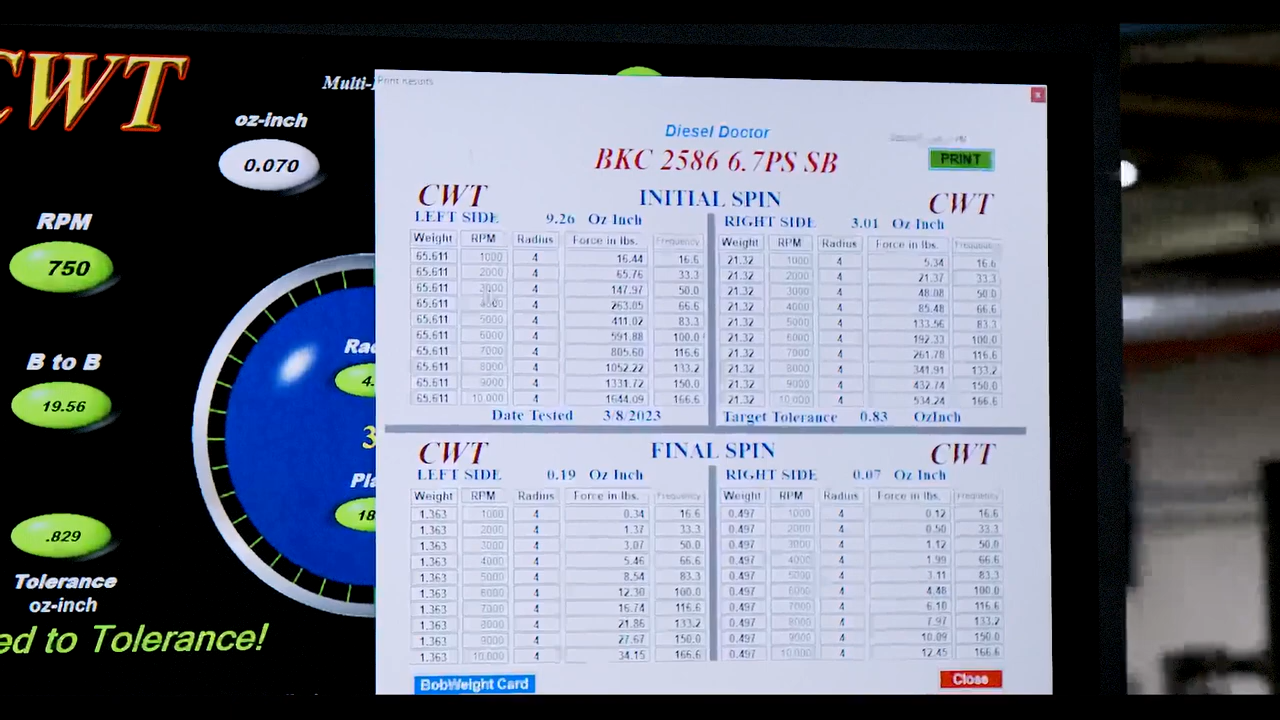 CWT
Multi-
oz-inch
0.070
RPM
750
B to B
19.56
.829
Tolerance
oz-inch
ed to Tolerance!
Rad
4.
3
Pla
18
Print Results
Diesel Doctor
BKC 2586 6.7PS SB
PRINT
CWT INITIAL SPIN CWT
LEFT SIDE 9.26 Oz Inch RIGHT SIDE 3.01 Oz Inch
Weight RPM Radius Force in lbs. Frequency Weight RPM Radius Force in lbs. Frequency
65.611 1000 4 16.44 16.6 21.32 1000 4 5.34 16.6
65.611 2000 4 65.76 33.3 21.32 2000 4 21.37 33.3
65.611 3000 4 147.97 50.0 21.32 3000 4 48.08 50.0
65.611 4000 4 263.05 66.6 21.32 4000 4 85.48 66.6
65.611 5000 4 411.02 83.3 21.32 5000 4 133.56 83.3
65.611 6000 4 591.88 100.0 21.32 6000 4 192.33 100.0
65.611 7000 4 805.60 116.6 21.32 7000 4 261.78 116.6
65.611 8000 4 1052.22 133.2 21.32 8000 4 341.91 133.2
65.611 9000 4 1331.72 150.0 21.32 9000 4 432.74 150.0
65.611 10,000 4 1644.09 166.6 21.32 10,000 4 534.24 166.6
Date Tested 3/8/2023 Target Tolerance 0.83 OzInch
CWT FINAL SPIN CWT
LEFT SIDE 0.19 Oz Inch RIGHT SIDE 0.07 Oz Inch
Weight RPM Radius Force in lbs. Frequency Weight RPM Radius Force in lbs. Frequency
1.363 1000 4 0.34 16.6 0.497 1000 4 0.12 16.6
1.363 2000 4 1.37 33.3 0.497 2000 4 0.50 33.3
1.363 3000 4 3.07 50.0 0.497 3000 4 1.12 50.0
1.363 4000 4 5.46 66.6 0.497 4000 4 1.99 66.6
1.363 5000 4 8.54 83.3 0.497 5000 4 3.11 83.3
1.363 6000 4 12.30 100.0 0.497 6000 4 4.48 100.0
1.363 7000 4 16.74 116.6 0.497 7000 4 6.10 116.6
1.363 8000 4 21.86 133.2 0.497 8000 4 7.97 133.2
1.363 9000 4 27.67 150.0 0.497 9000 4 10.09 150.0
1.363 10,000 4 34.15 166.6 0.497 10,000 4 12.45 166.6
BobWeight Card
Close